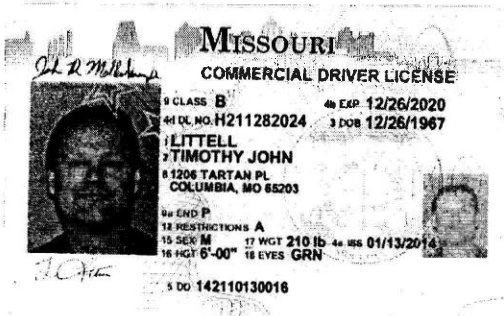 MISSOURI
COMMERCIAL DRIVER LICENSE
9 CLASS B 4b EXP 12/26/2020
4d DL NO. H211282024 3 DOB 12/26/1967
1 LITTELL
2 TIMOTHY JOHN
8 1206 TARTAN PL
COLUMBIA, MO 65203
9a END P
12 RESTRICTIONS A
15 SEX M 17 WGT 210 lb 4a ISS 01/13/2014
16 HGT 6'-00" 18 EYES GRN
5 DD 142110130016